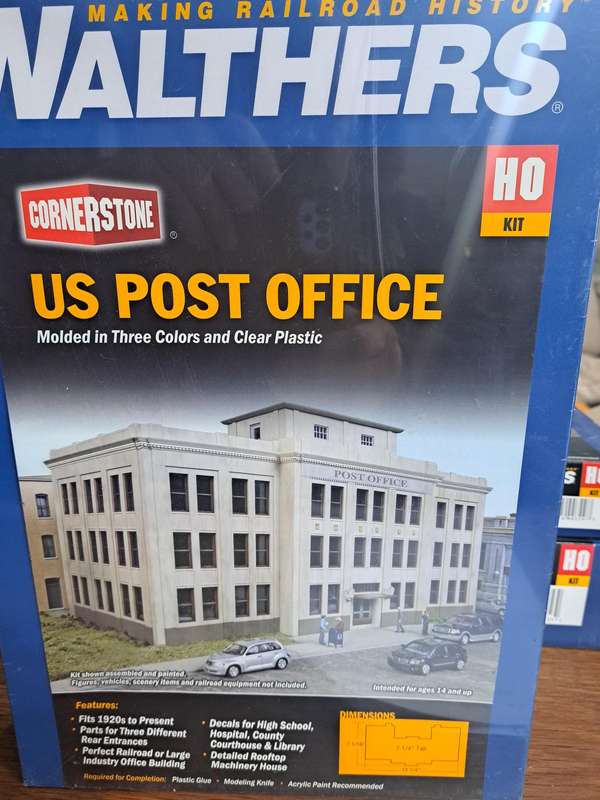 MAKING RAILROAD HISTORY
WALTHERS®
CORNERSTONE®
HO
KIT
US POST OFFICE
Molded in Three Colors and Clear Plastic
POST OFFICE
Kit shown assembled and painted.
Figures, vehicles, scenery items and railroad equipment not included.
Intended for ages 14 and up
Features:
• Fits 1920s to Present
• Parts for Three Different
Rear Entrances
• Perfect Railroad or Large
Industry Office Building
• Decals for High School,
Hospital, County
Courthouse & Library
• Detailed Rooftop
Machinery House
DIMENSIONS
Required for Completion: Plastic Glue • Modeling Knife • Acrylic Paint Recommended
S
HO
KIT
HO
KIT